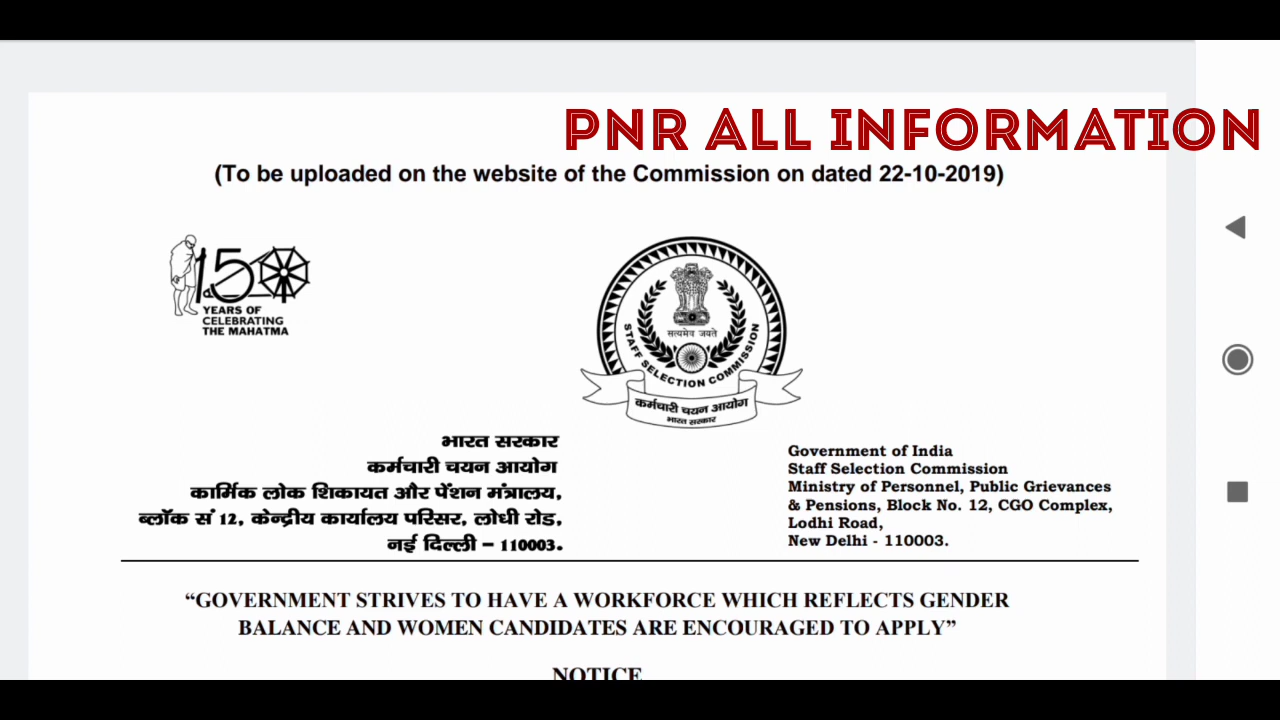 PNR ALL INFORMATION
(To be uploaded on the website of the Commission on dated 22-10-2019)
150
YEARS OF
CELEBRATING
THE MAHATMA
सत्यमेव जयते
STAFF SELECTION COMMISSION
कर्मचारी चयन आयोग
भारत सरकार
भारत सरकार
कर्मचारी चयन आयोग
कार्मिक लोक शिकायत और पेंशन मंत्रालय,
ब्लॉक सं 12, केन्द्रीय कार्यालय परिसर, लोधी रोड,
नई दिल्ली – 110003.
Government of India
Staff Selection Commission
Ministry of Personnel, Public Grievances
& Pensions, Block No. 12, CGO Complex,
Lodhi Road,
New Delhi - 110003.
“GOVERNMENT STRIVES TO HAVE A WORKFORCE WHICH REFLECTS GENDER
BALANCE AND WOMEN CANDIDATES ARE ENCOURAGED TO APPLY”
NOTICE